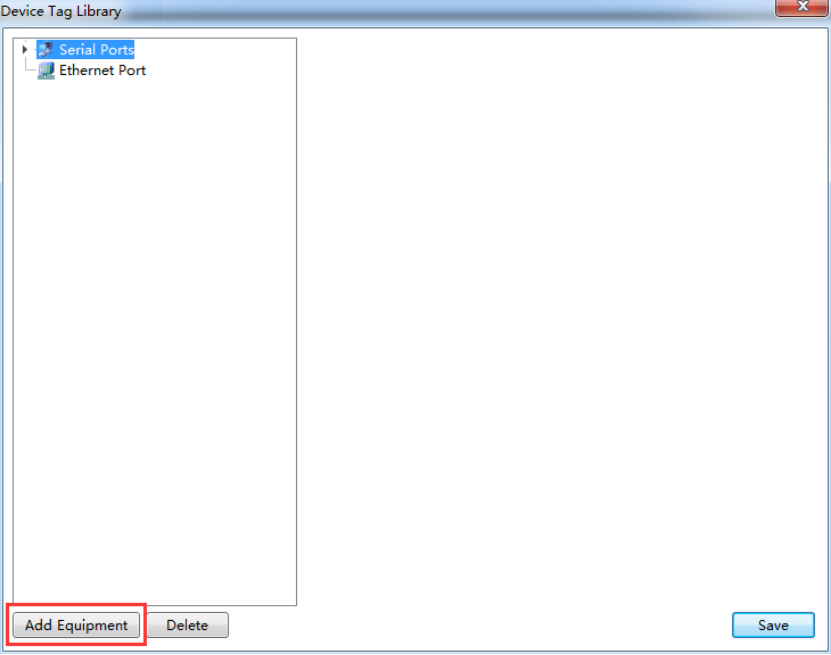 Device Tag Library
Serial Ports
Ethernet Port
Add Equipment Delete Save